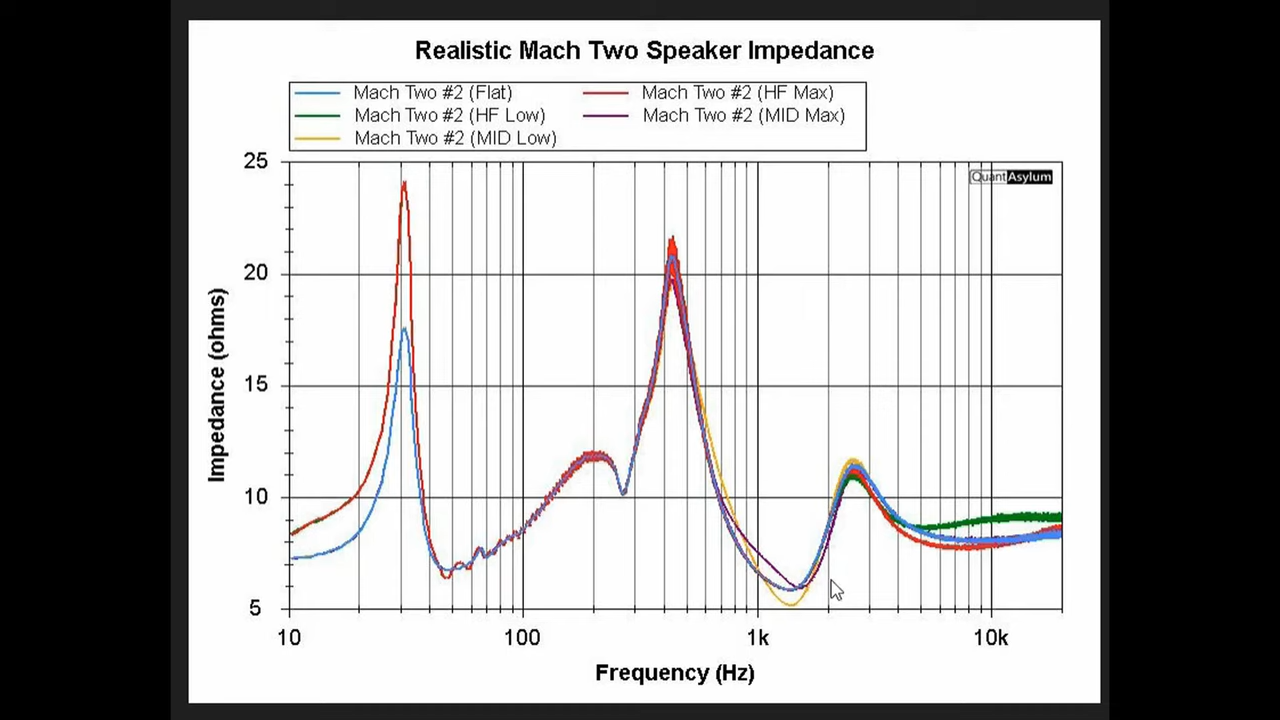 Realistic Mach Two Speaker Impedance
Mach Two #2 (Flat) Mach Two #2 (HF Max)
Mach Two #2 (HF Low) Mach Two #2 (MID Max)
Mach Two #2 (MID Low)
25
QuantAsylum
20
15
10
5
Impedance (ohms)
10 100 1k 10k
Frequency (Hz)